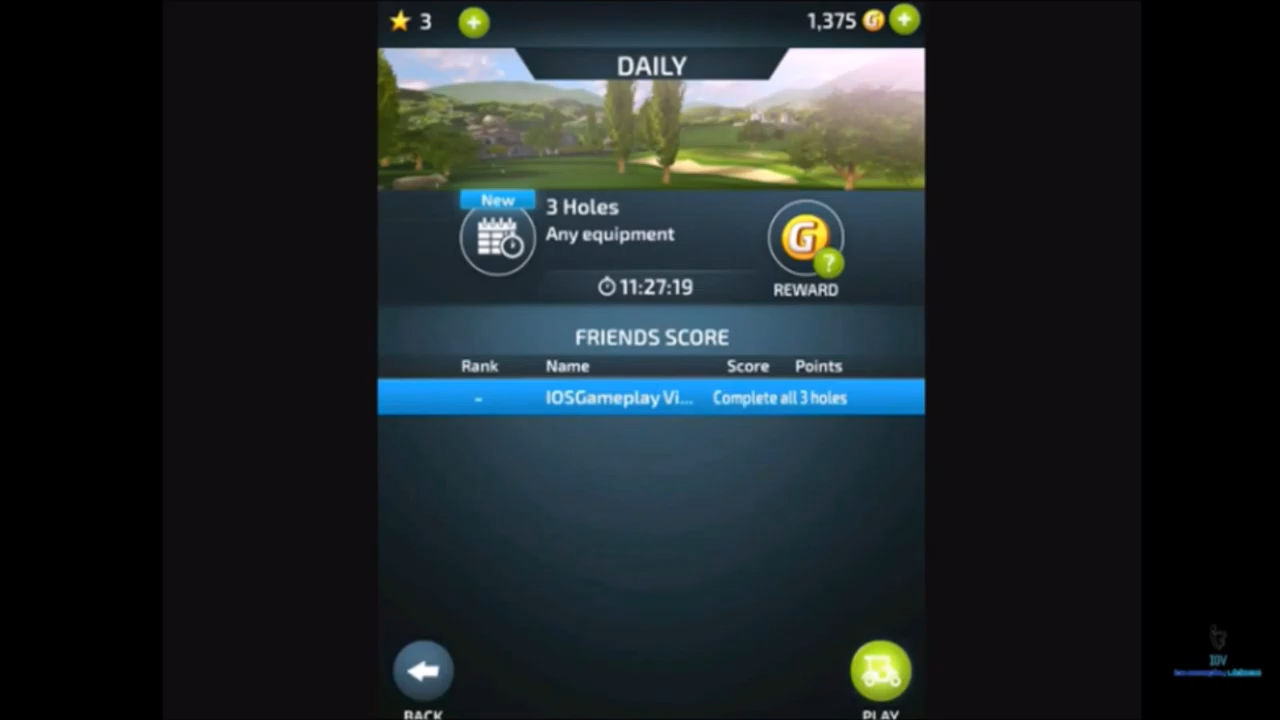 3
1,375
DAILY
New
3 Holes
Any equipment
11:27:19
REWARD
FRIENDS SCORE
Rank Name Score Points
- IOSGameplay Vi... Complete all 3 holes
BACK
PLAY